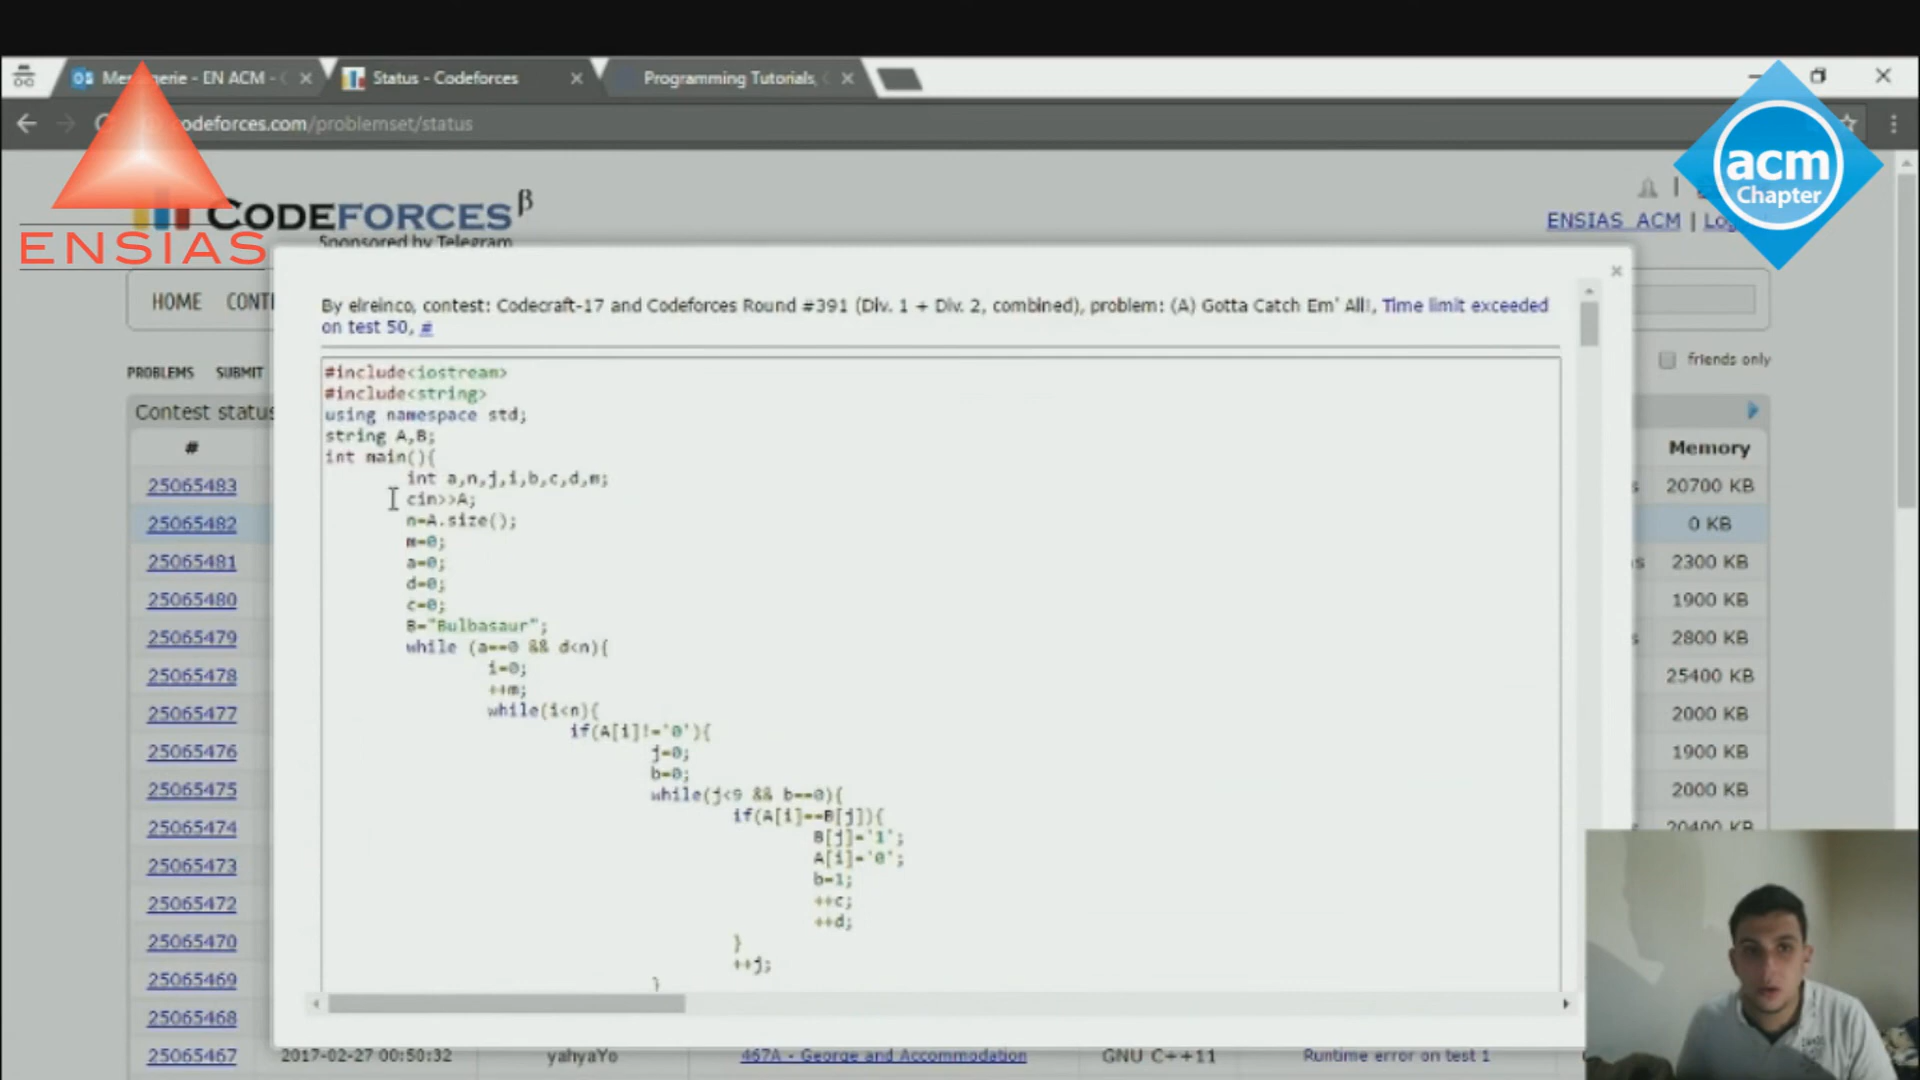 Status - Codeforces
Programming Tutorials,
codeforces.com/problemset/status
acm
Chapter
CODEFORCES β
Sponsored by Telegram
ENSIAS_ACM |
ENSIAS
HOME
By elreinco, contest: Codecraft-17 and Codeforces Round #391 (Div. 1 + Div. 2, combined), problem: (A) Gotta Catch Em' All!, Time limit exceeded
on test 50, #
friends only
PROBLEMS SUBMIT
Contest status
#
Memory
#include<iostream>
#include<string>
using namespace std;
string A,B;
int main(){
int a,n,j,i,b,c,d,m;
cin>>A;
n=A.size();
m=0;
a=0;
d=0;
c=0;
B="Bulbasaur";
while (a==0 && d<n){
i=0;
++m;
while(i<n){
if(A[i]!='0'){
j=0;
b=0;
while(j<9 && b==0){
if(A[i]==B[j]){
B[j]='1';
A[i]='0';
b=1;
++c;
++d;
}
++j;
}
25065483
25065482
25065481
25065480
25065479
25065478
25065477
25065476
25065475
25065474
25065473
25065472
25065470
25065469
25065468
25065467 2017-02-27 00:50:32 yahyaYo 467A - George and Accommodation GNU C++11 Runtime error on test 1
20700 KB
0 KB
2300 KB
1900 KB
2800 KB
25400 KB
2000 KB
1900 KB
2000 KB
20400 KB